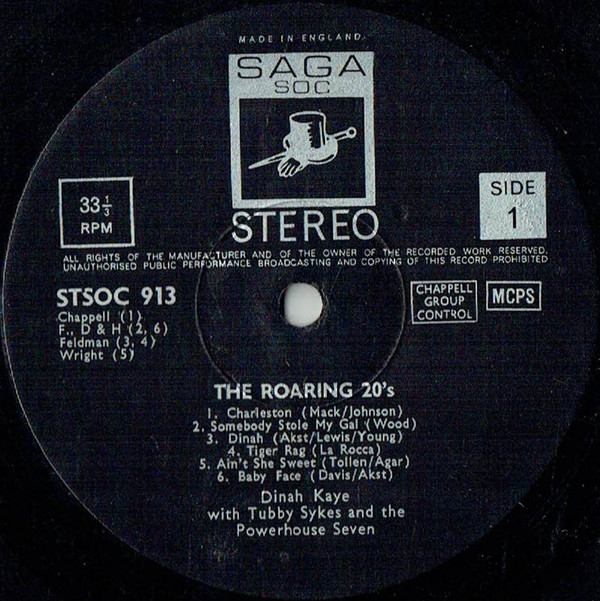 MADE IN ENGLAND.
SAGA
SOC
STEREO
33 1/3
RPM
SIDE
1
ALL RIGHTS OF THE MANUFACTURER AND OF THE OWNER OF THE RECORDED WORK RESERVED.
UNAUTHORISED PUBLIC PERFORMANCE BROADCASTING AND COPYING OF THIS RECORD PROHIBITED
STSOC 913
Chappell (1)
F., D & H (2, 6)
Feldman (3, 4)
Wright (5)
CHAPPELL
GROUP
CONTROL
MCPS
THE ROARING 20's
1. Charleston (Mack/Johnson)
2. Somebody Stole My Gal (Wood)
3. Dinah (Akst/Lewis/Young)
4. Tiger Rag (La Rocca)
5. Ain't She Sweet (Tollen/Agar)
6. Baby Face (Davis/Akst)
Dinah Kaye
with Tubby Sykes and the
Powerhouse Seven